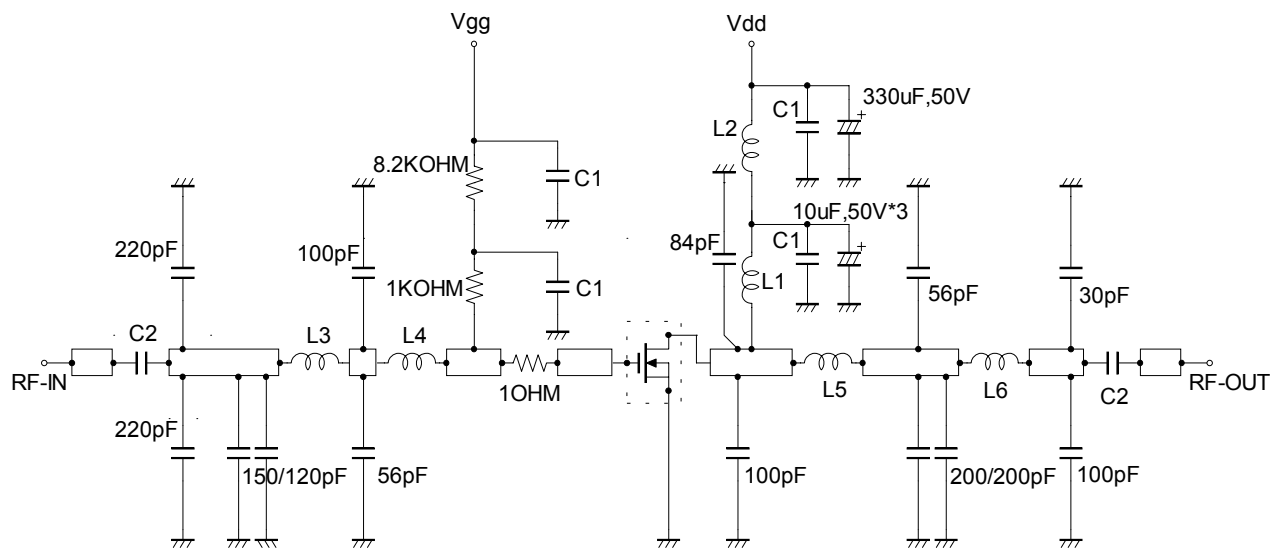 Vgg
Vdd
330uF,50V
C1
L2
8.2KOHM
C1
10uF,50V*3
220pF
100pF
84pF
C1
1KOHM
C1
L1
56pF
30pF
C2
L3
L4
RF-IN
1OHM
L5
L6
C2
RF-OUT
220pF
150/120pF
56pF
100pF
200/200pF
100pF